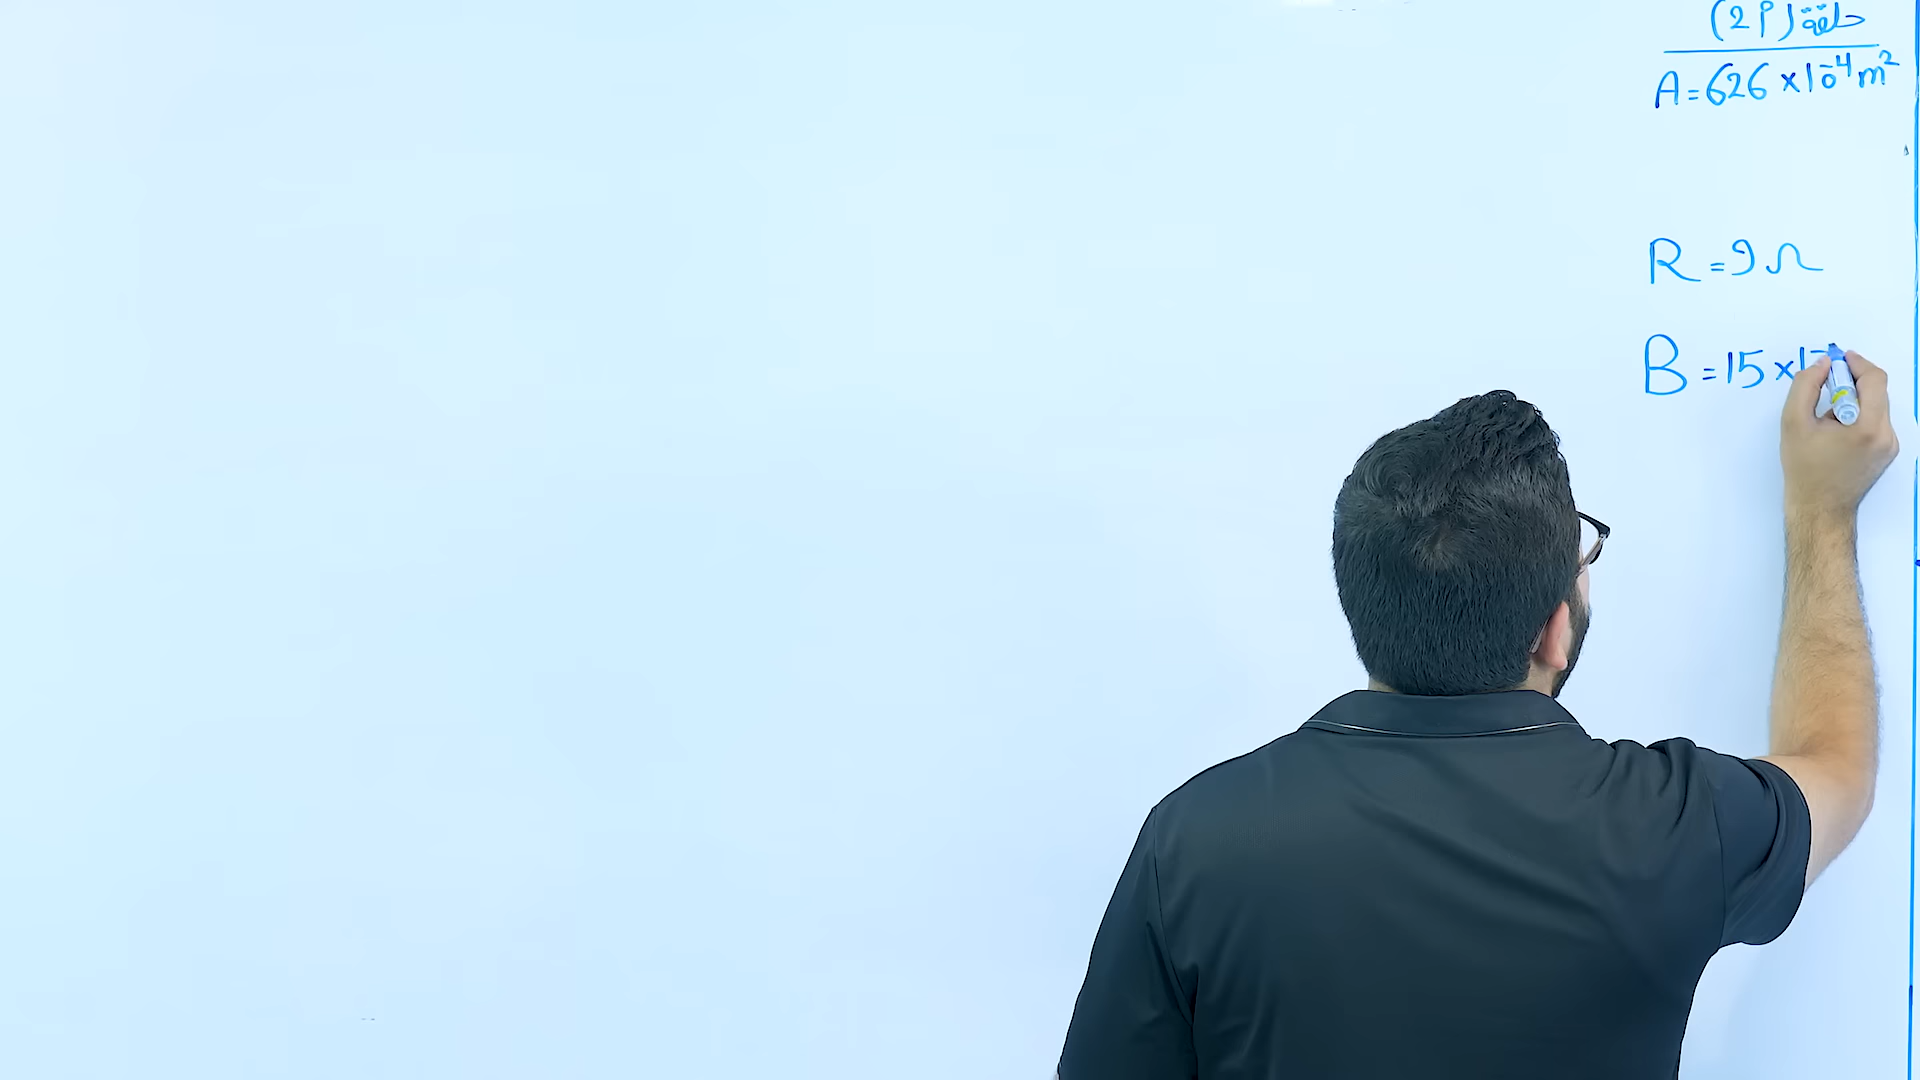 حلقة (2P)
A = 626 × 10⁻⁴ m²
R = 9 Ω
B = 15 × 1